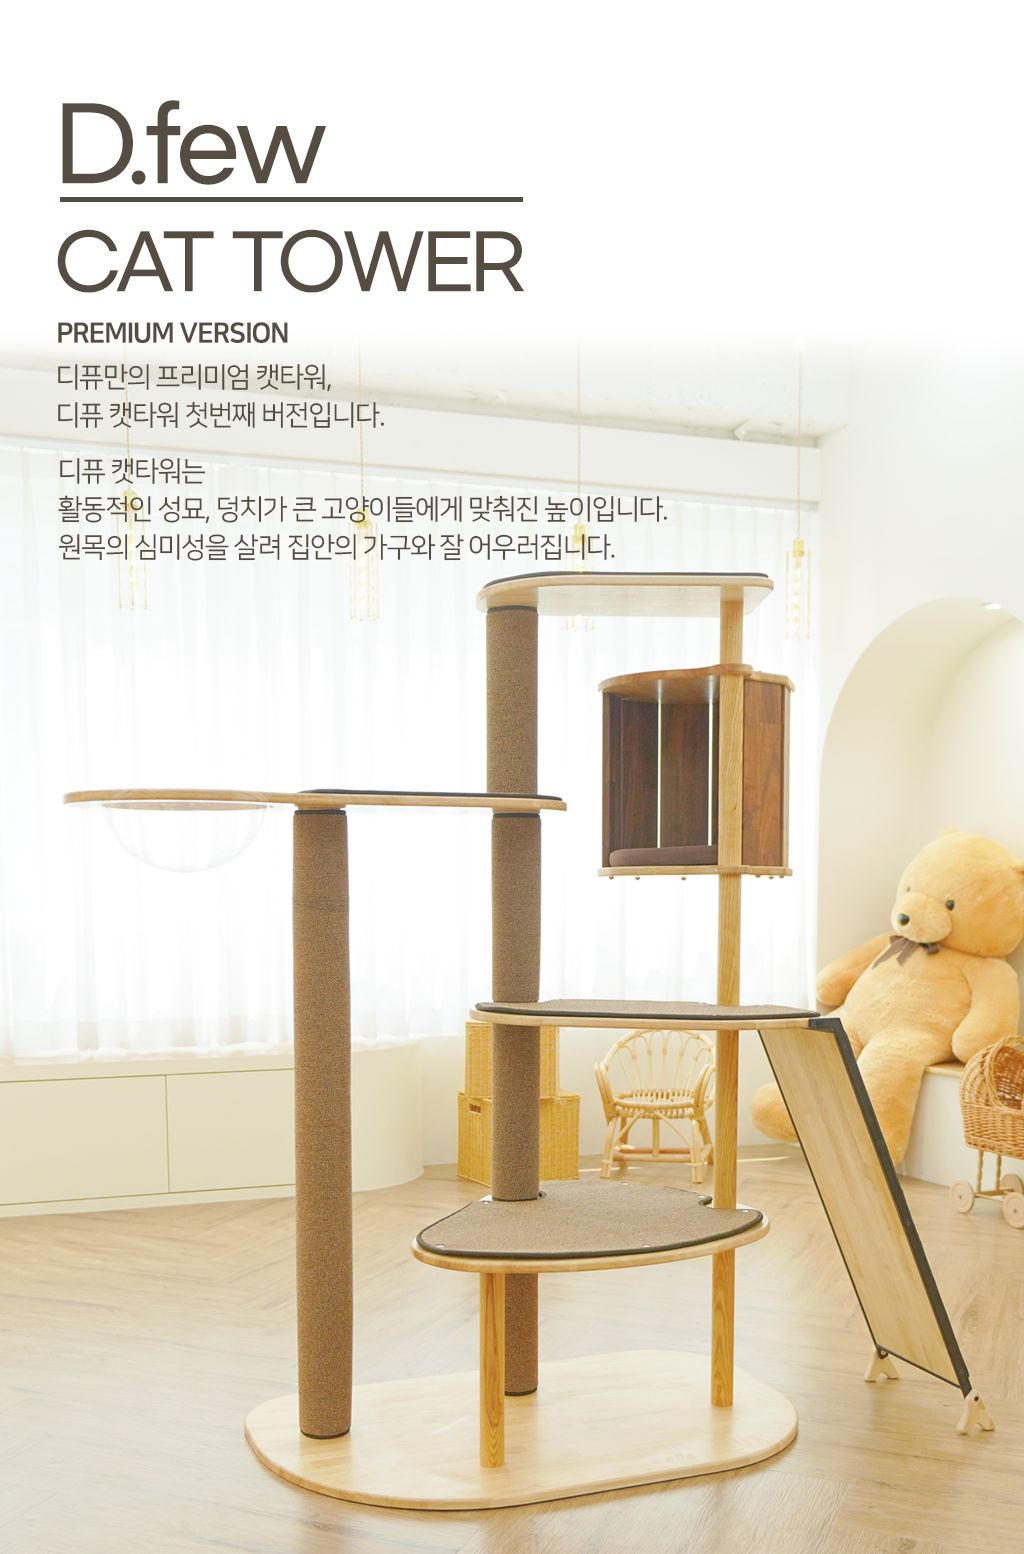 D.few
CAT TOWER
PREMIUM VERSION
디퓨만의 프리미엄 캣타워,
디퓨 캣타워 첫번째 버전입니다.
디퓨 캣타워는
활동적인 성묘, 덩치가 큰 고양이들에게 맞춰진 높이입니다.
원목의 심미성을 살려 집안의 가구와 잘 어우러집니다.